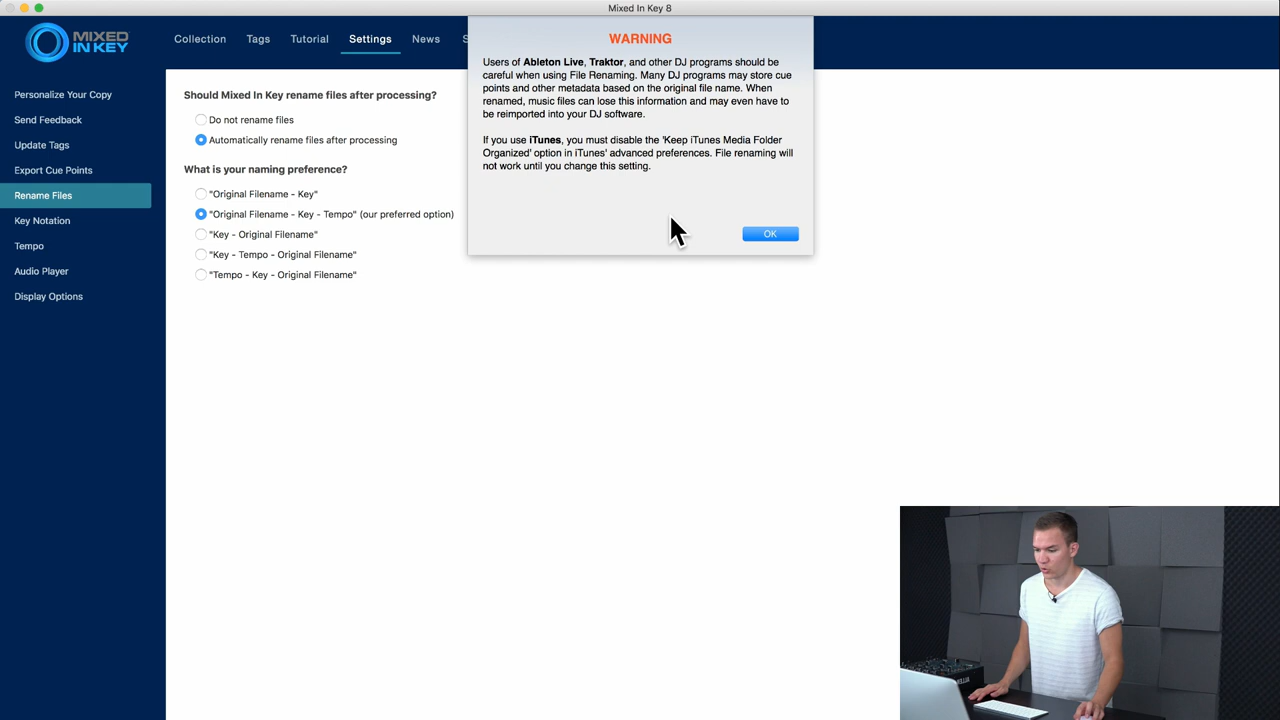 Mixed In Key 8
MIXED
IN KEY
Collection
Tags
Tutorial
Settings
News
S
Personalize Your Copy
Send Feedback
Update Tags
Export Cue Points
Rename Files
Key Notation
Tempo
Audio Player
Display Options
Should Mixed In Key rename files after processing?
Do not rename files
Automatically rename files after processing
What is your naming preference?
"Original Filename - Key"
"Original Filename - Key - Tempo" (our preferred option)
"Key - Original Filename"
"Key - Tempo - Original Filename"
"Tempo - Key - Original Filename"
WARNING
Users of Ableton Live, Traktor, and other DJ programs should be
careful when using File Renaming. Many DJ programs may store cue
points and other metadata based on the original file name. When
renamed, music files can lose this information and may even have to
be reimported into your DJ software.
If you use iTunes, you must disable the 'Keep iTunes Media Folder
Organized' option in iTunes' advanced preferences. File renaming will
not work until you change this setting.
OK